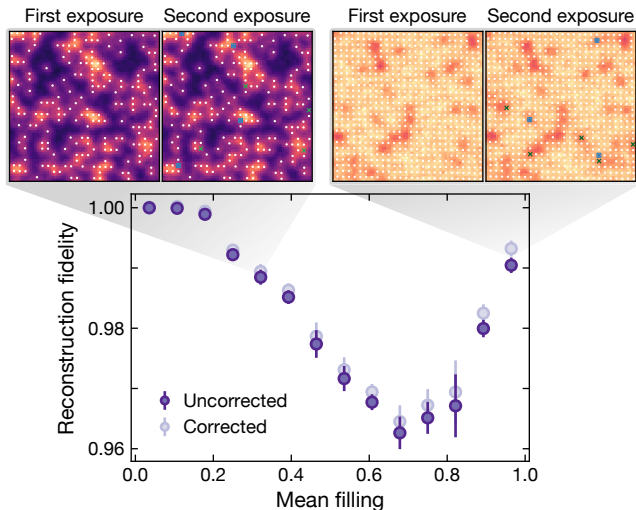 First exposure Second exposure First exposure Second exposure
1.00
0.98
0.96
Reconstruction fidelity
Uncorrected
Corrected
0.0 0.2 0.4 0.6 0.8 1.0
Mean filling